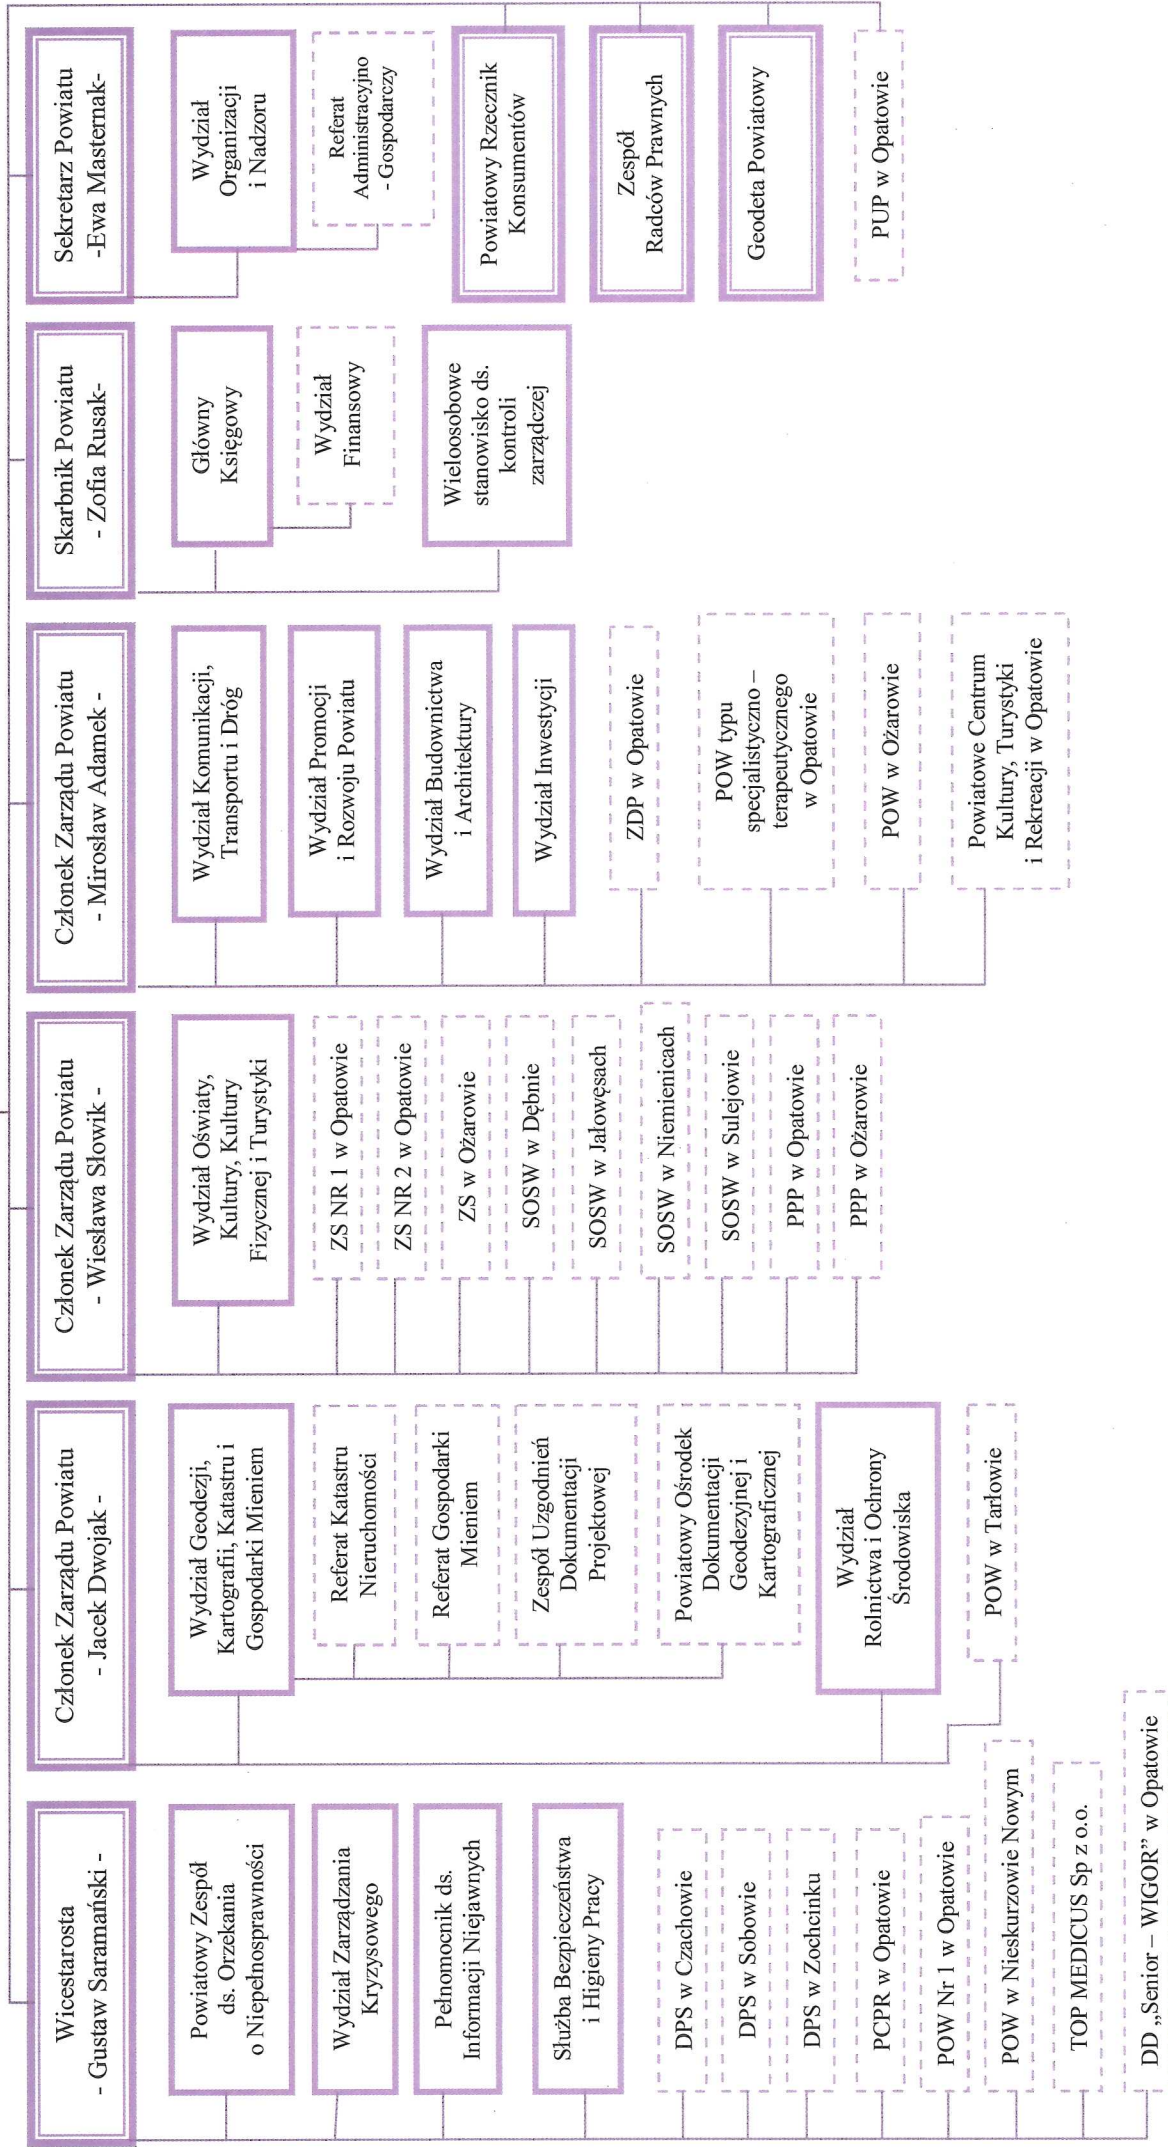 Wicestarosta
- Gustaw Saramański -
Powiatowy Zespół
ds. Orzekania
o Niepełnosprawności
Wydział Zarządzania
Kryzysowego
Pełnomocnik ds.
Informacji Niejawnych
Służba Bezpieczeństwa
i Higieny Pracy
DPS w Czachowie
DPS w Sobowie
DPS w Zochcinku
PCPR w Opatowie
POW Nr 1 w Opatowie
POW w Nieskurzowie Nowym
TOP MEDICUS Sp z o.o.
DD „Senior – WIGOR” w Opatowie
Członek Zarządu Powiatu
- Jacek Dwojak -
Wydział Geodezji,
Kartografii, Katastru i
Gospodarki Mieniem
Referat Katastru
Nieruchomości
Referat Gospodarki
Mieniem
Zespół Uzgodnień
Dokumentacji
Projektowej
Powiatowy Ośrodek
Dokumentacji
Geodezyjnej i
Kartograficznej
Wydział
Rolnictwa i Ochrony
Środowiska
POW w Tarłowie
Członek Zarządu Powiatu
- Wiesława Słowik -
Wydział Oświaty,
Kultury, Kultury
Fizycznej i Turystyki
ZS NR 1 w Opatowie
ZS NR 2 w Opatowie
ZS w Ożarowie
SOSW w Dębnie
SOSW w Jałowęsach
SOSW w Niemienicach
SOSW w Sulejowie
PPP w Opatowie
PPP w Ożarowie
Członek Zarządu Powiatu
- Mirosław Adamek -
Wydział Komunikacji,
Transportu i Dróg
Wydział Promocji
i Rozwoju Powiatu
Wydział Budownictwa
i Architektury
Wydział Inwestycji
ZDP w Opatowie
POW typu
specjalistyczno –
terapeutycznego
w Opatowie
POW w Ożarowie
Powiatowe Centrum
Kultury, Turystyki
i Rekreacji w Opatowie
Skarbnik Powiatu
- Zofia Rusak-
Główny
Księgowy
Wydział
Finansowy
Wieloosobowe
stanowisko ds.
kontroli
zarządczej
Sekretarz Powiatu
-Ewa Masternak-
Wydział
Organizacji
i Nadzoru
Referat
Administracyjno
- Gospodarczy
Powiatowy Rzecznik
Konsumentów
Zespół
Radców Prawnych
Geodeta Powiatowy
PUP w Opatowie